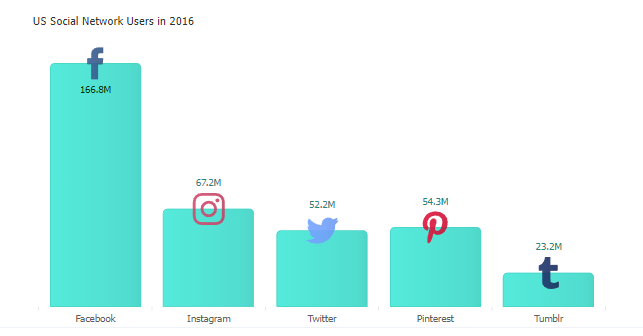 US Social Network Users in 2016
166.8M
67.2M
52.2M
54.3M
23.2M
Facebook
Instagram
Twitter
Pinterest
Tumblr